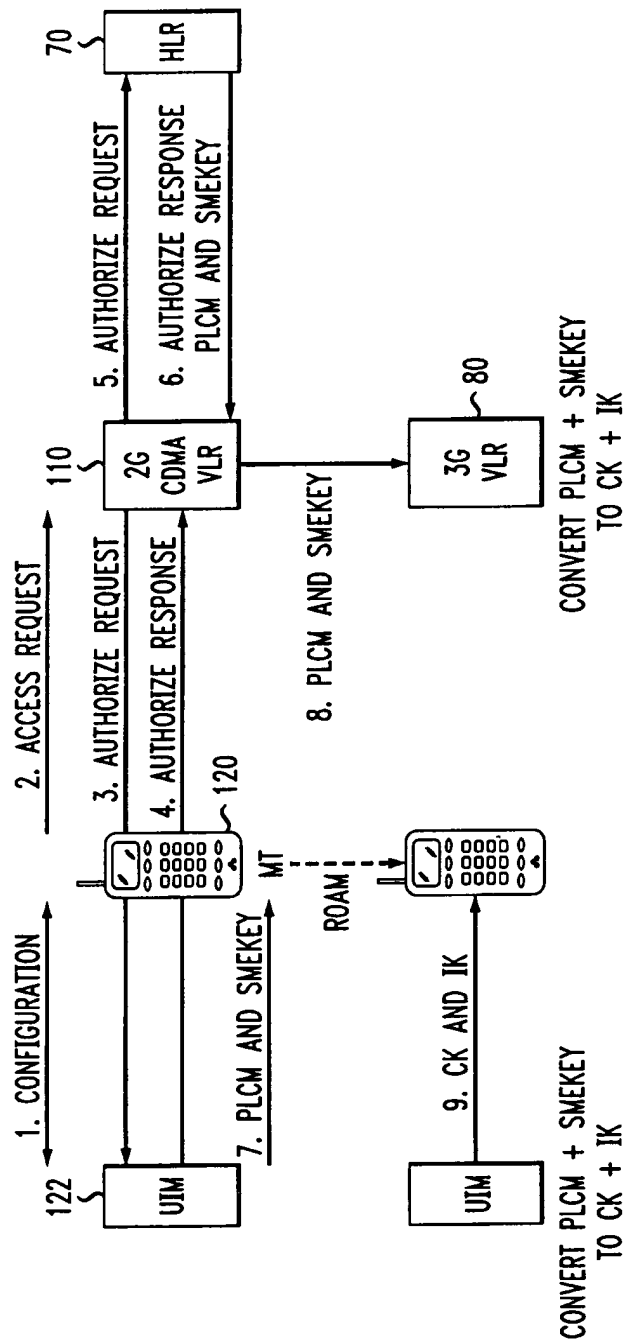 1. CONFIGURATION
2. ACCESS REQUEST
122
UIM
3. AUTHORIZE REQUEST
4. AUTHORIZE RESPONSE
120
MT
110
2G
CDMA
VLR
5. AUTHORIZE REQUEST
6. AUTHORIZE RESPONSE
PLCM AND SMEKEY
70
HLR
7. PLCM AND SMEKEY
ROAM
8. PLCM AND SMEKEY
UIM
9. CK AND IK
80
3G
VLR
CONVERT PLCM + SMEKEY
TO CK + IK
CONVERT PLCM + SMEKEY
TO CK + IK